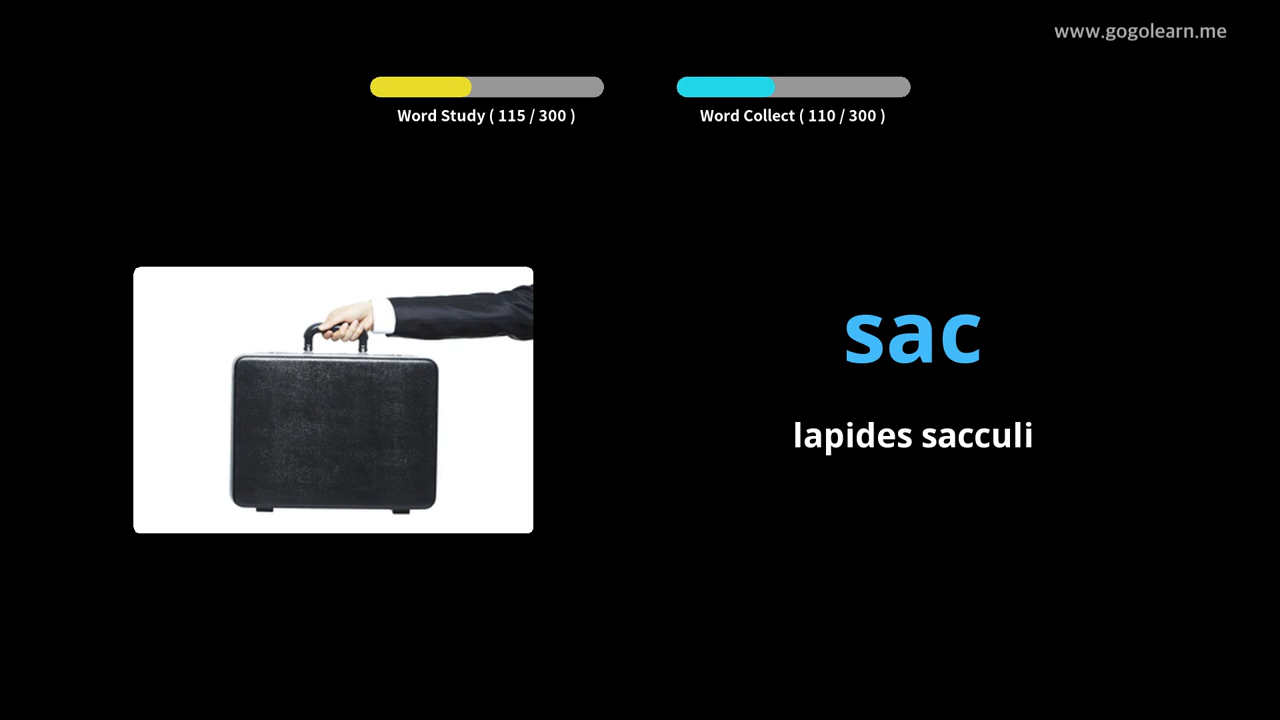 www.gogolearn.me
Word Study ( 115 / 300 )
Word Collect ( 110 / 300 )
sac
lapides sacculi